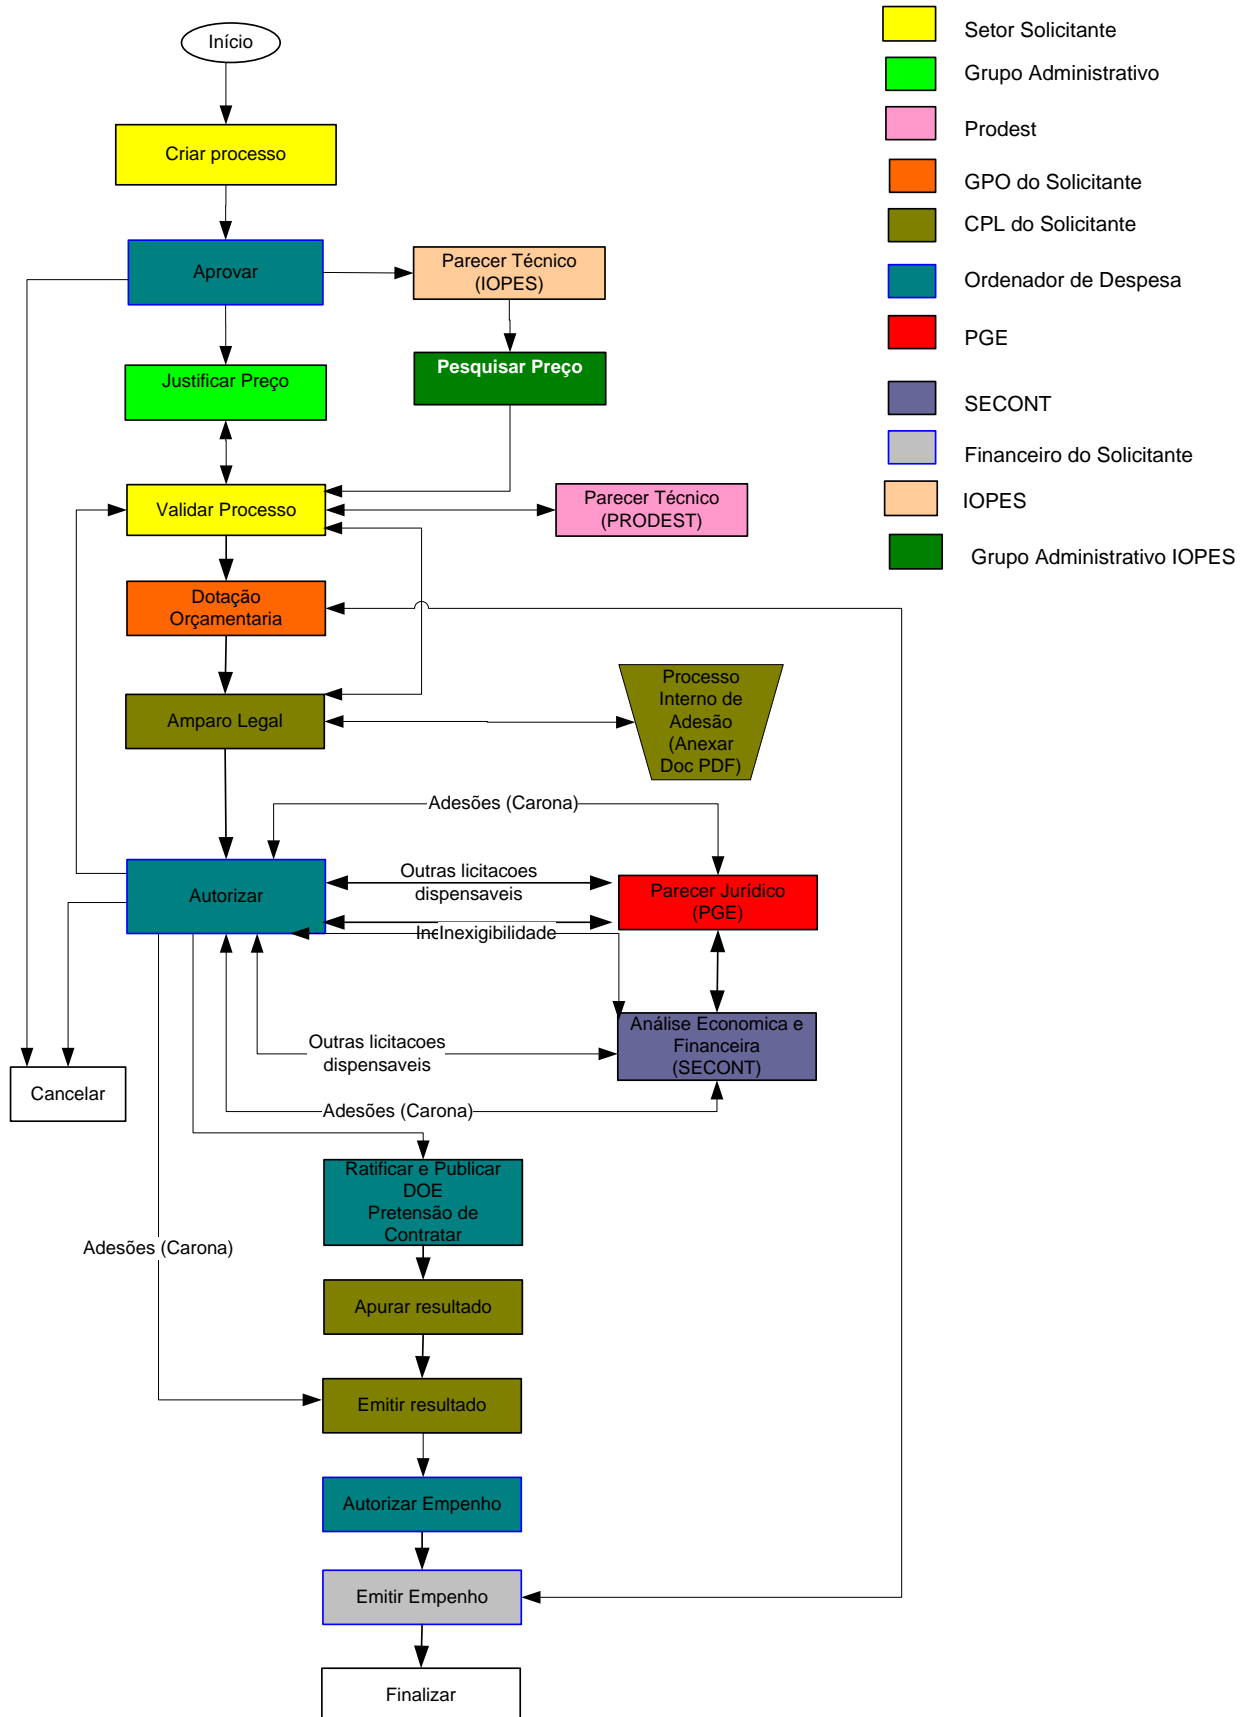 Início
Criar processo
Aprovar
Parecer Técnico
(IOPES)
Justificar Preço
Pesquisar Preço
Validar Processo
Parecer Técnico
(PRODEST)
Dotação
Orçamentaria
Amparo Legal
Processo
Interno de
Adesão
(Anexar
Doc PDF)
Adesões (Carona)
Autorizar
Outras licitacoes
dispensaveis
Parecer Jurídico
(PGE)
Inexigibilidade
Análise Economica e
Financeira
(SECONT)
Outras licitacoes
dispensaveis
Cancelar
Adesões (Carona)
Ratificar e Publicar
DOE
Pretensão de
Contratar
Adesões (Carona)
Apurar resultado
Emitir resultado
Autorizar Empenho
Emitir Empenho
Finalizar
Setor Solicitante
Grupo Administrativo
Prodest
GPO do Solicitante
CPL do Solicitante
Ordenador de Despesa
PGE
SECONT
Financeiro do Solicitante
IOPES
Grupo Administrativo IOPES